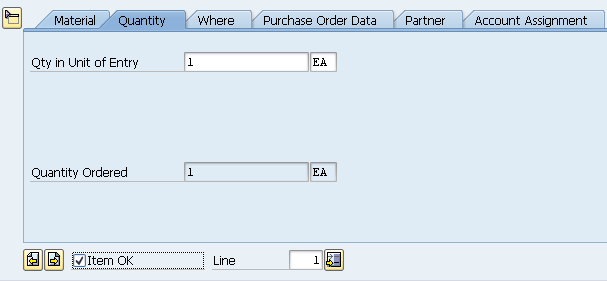 Material Quantity Where Purchase Order Data Partner Account Assignment
Qty in Unit of Entry 1 EA
Quantity Ordered 1 EA
Item OK Line 1